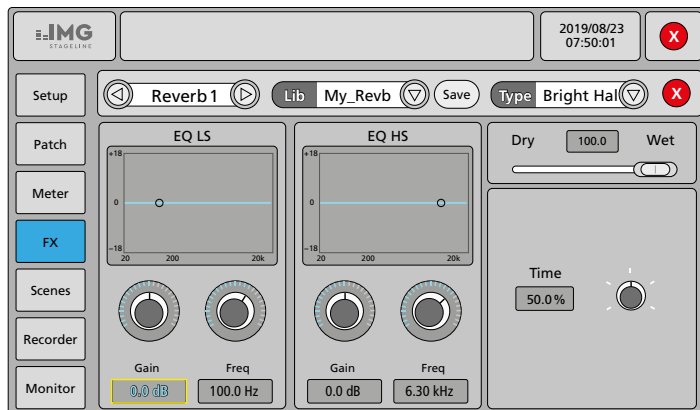 IMG
STAGELINE
2019/08/23
07:50:01
X
Setup
Patch
Meter
FX
Scenes
Recorder
Monitor
Reverb 1
Lib My_Revb
Save
Type Bright Hal
X
EQ LS
+18
0
-18
20 200 20k
Gain Freq
0.0 dB 100.0 Hz
EQ HS
+18
0
-18
20 200 20k
Gain Freq
0.0 dB 6.30 kHz
Dry 100.0 Wet
Time
50.0%